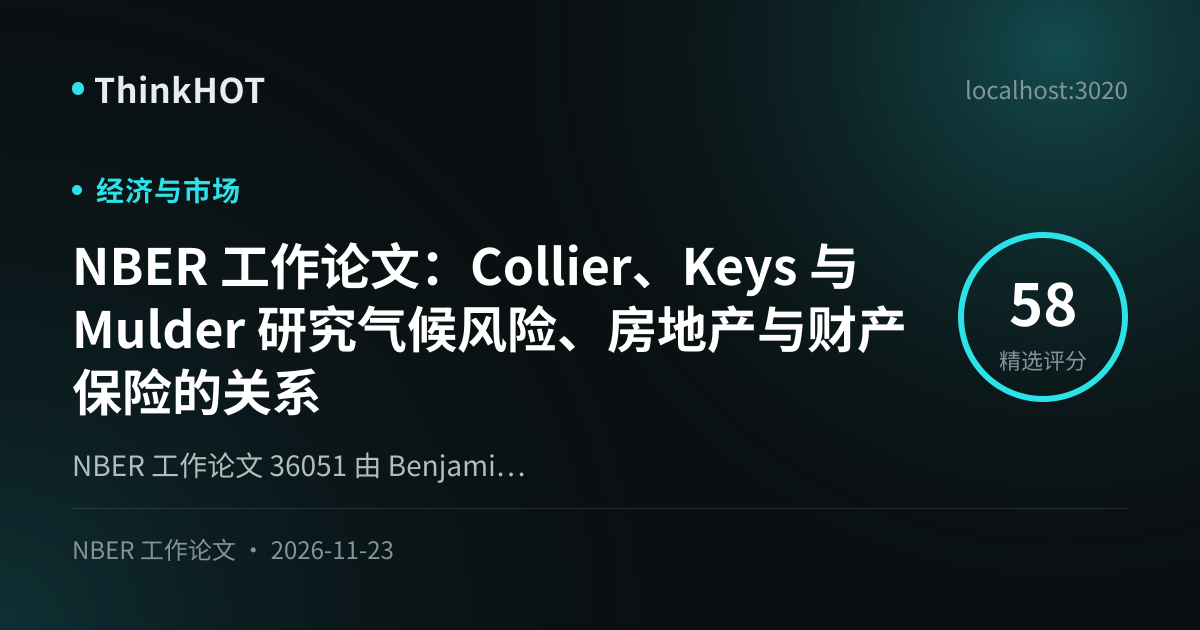 ThinkHOT
localhost:3020
经济与市场
NBER 工作论文：Collier、Keys 与
Mulder 研究气候风险、房地产与财产
保险的关系
58
精选评分
NBER 工作论文 36051 由 Benjami…
NBER 工作论文 · 2026-11-23